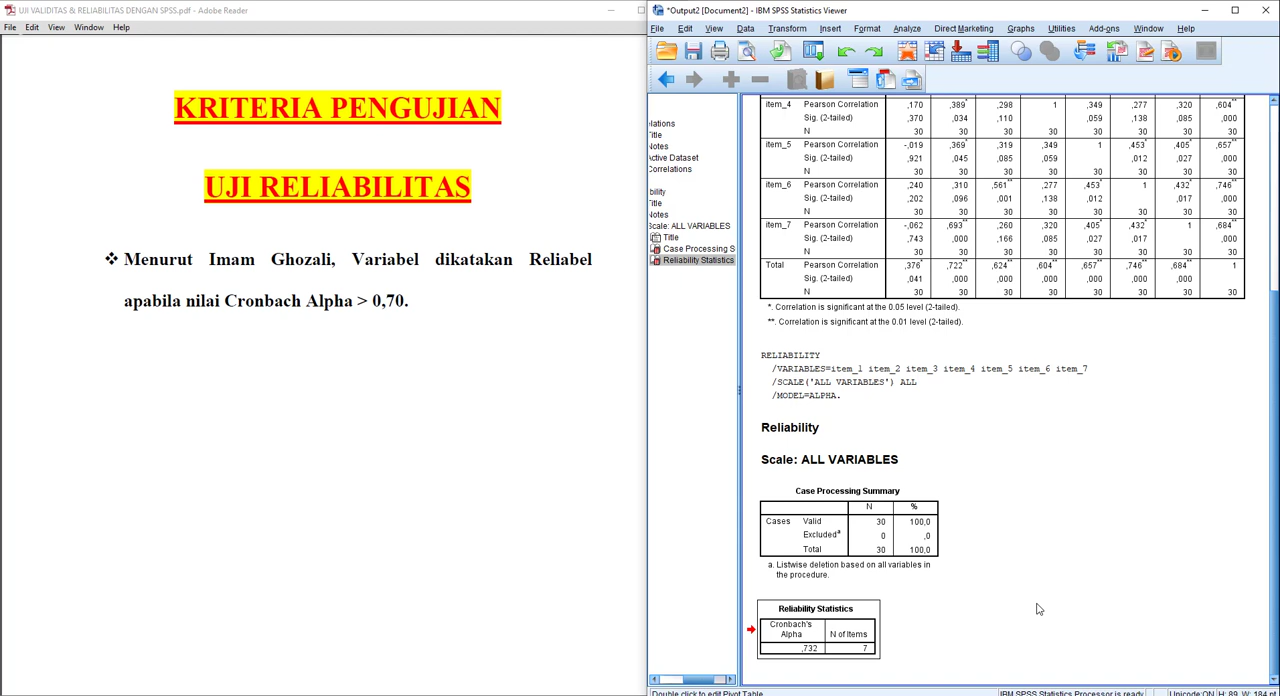 UJI VALIDITAS & RELIABILITAS DENGAN SPSS.pdf - Adobe Reader
File Edit View Window Help
KRITERIA PENGUJIAN
UJI RELIABILITAS
❖ Menurut Imam Ghozali, Variabel dikatakan Reliabel
apabila nilai Cronbach Alpha > 0,70.
*Output2 [Document2] - IBM SPSS Statistics Viewer
File Edit View Data Transform Insert Format Analyze Direct Marketing Graphs Utilities Add-ons Window Help
lations
Title
Notes
Active Dataset
Correlations
bility
Title
Notes
Scale: ALL VARIABLES
Title
Case Processing S
Reliability Statistics
item_4 Pearson Correlation ,170 ,389* ,298 1 ,349 ,277 ,320 ,604**
Sig. (2-tailed) ,370 ,034 ,110 ,059 ,138 ,085 ,000
N 30 30 30 30 30 30 30 30
item_5 Pearson Correlation -,019 ,369* ,319 ,349 1 ,453* ,405* ,657**
Sig. (2-tailed) ,921 ,045 ,085 ,059 ,012 ,027 ,000
N 30 30 30 30 30 30 30 30
item_6 Pearson Correlation ,240 ,310 ,561** ,277 ,453* 1 ,432* ,746**
Sig. (2-tailed) ,202 ,096 ,001 ,138 ,012 ,017 ,000
N 30 30 30 30 30 30 30 30
item_7 Pearson Correlation -,062 ,693** ,260 ,320 ,405* ,432* 1 ,684**
Sig. (2-tailed) ,743 ,000 ,166 ,085 ,027 ,017 ,000
N 30 30 30 30 30 30 30 30
Total Pearson Correlation ,376* ,722** ,624** ,604** ,657** ,746** ,684** 1
Sig. (2-tailed) ,041 ,000 ,000 ,000 ,000 ,000 ,000
N 30 30 30 30 30 30 30 30
*. Correlation is significant at the 0.05 level (2-tailed).
**. Correlation is significant at the 0.01 level (2-tailed).
RELIABILITY
/VARIABLES=item_1 item_2 item_3 item_4 item_5 item_6 item_7
/SCALE('ALL VARIABLES') ALL
/MODEL=ALPHA.
Reliability
Scale: ALL VARIABLES
Case Processing Summary
N %
Cases Valid 30 100,0
Excludedª 0 ,0
Total 30 100,0
a. Listwise deletion based on all variables in
the procedure.
Reliability Statistics
Cronbach's
Alpha N of Items
,732 7
Double click to edit Pivot Table
IBM SPSS Statistics Processor is ready
Unicode:ON H: 89, W: 184 pt